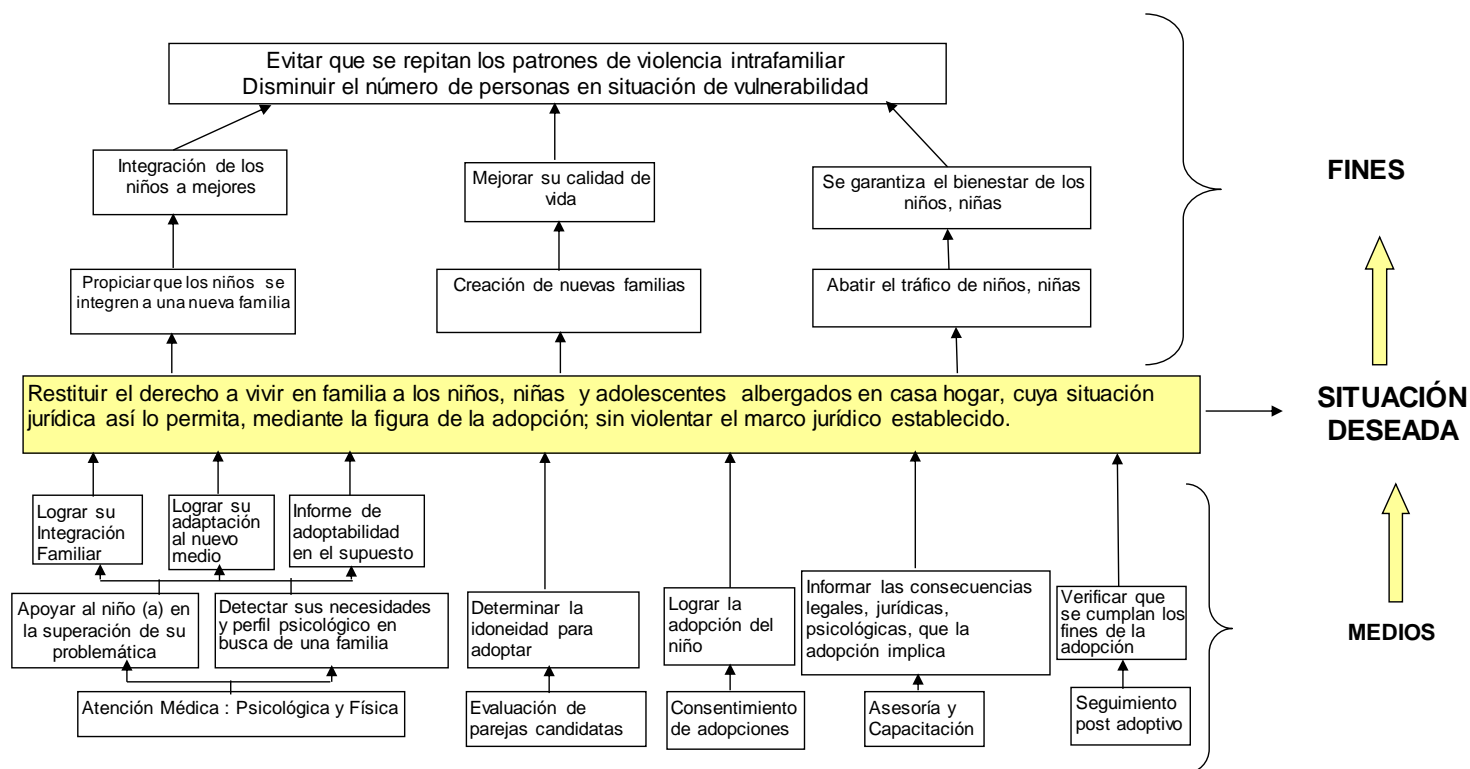 Evitar que se repitan los patrones de violencia intrafamiliar
Disminuir el número de personas en situación de vulnerabilidad
Integración de los
niños a mejores
Mejorar su calidad de
vida
Se garantiza el bienestar de los
niños, niñas
FINES
Propiciar que los niños se
integren a una nueva familia
Creación de nuevas familias
Abatir el tráfico de niños, niñas
Restituir el derecho a vivir en familia a los niños, niñas y adolescentes albergados en casa hogar, cuya situación
jurídica así lo permita, mediante la figura de la adopción; sin violentar el marco jurídico establecido.
SITUACIÓN
DESEADA
Lograr su
Integración
Familiar
Lograr su
adaptación
al nuevo
medio
Informe de
adoptabilidad
en el supuesto
Apoyar al niño (a) en
la superación de su
problemática
Detectar sus necesidades
y perfil psicológico en
busca de una familia
Determinar la
idoneidad para
adoptar
Lograr la
adopción del
niño
Informar las consecuencias
legales, jurídicas,
psicológicas, que la
adopción implica
Verificar que
se cumplan los
fines de la
adopción
MEDIOS
Atención Médica : Psicológica y Física
Evaluación de
parejas candidatas
Consentimiento
de adopciones
Asesoría y
Capacitación
Seguimiento
post adoptivo